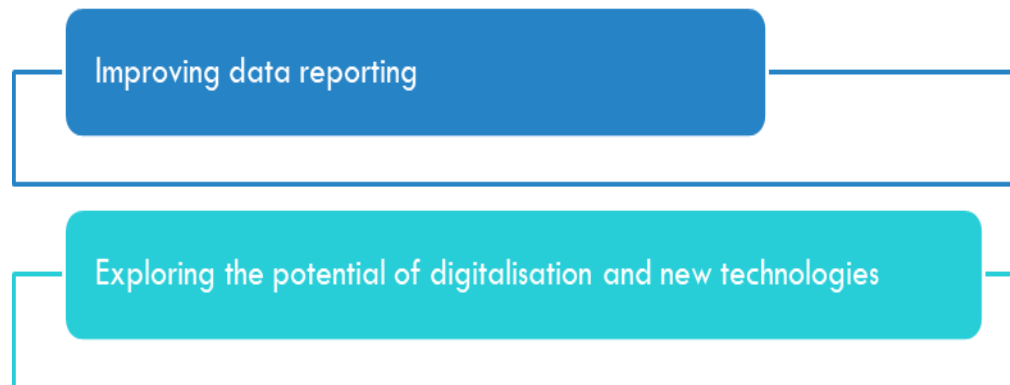 Improving data reporting
Exploring the potential of digitalisation and new technologies